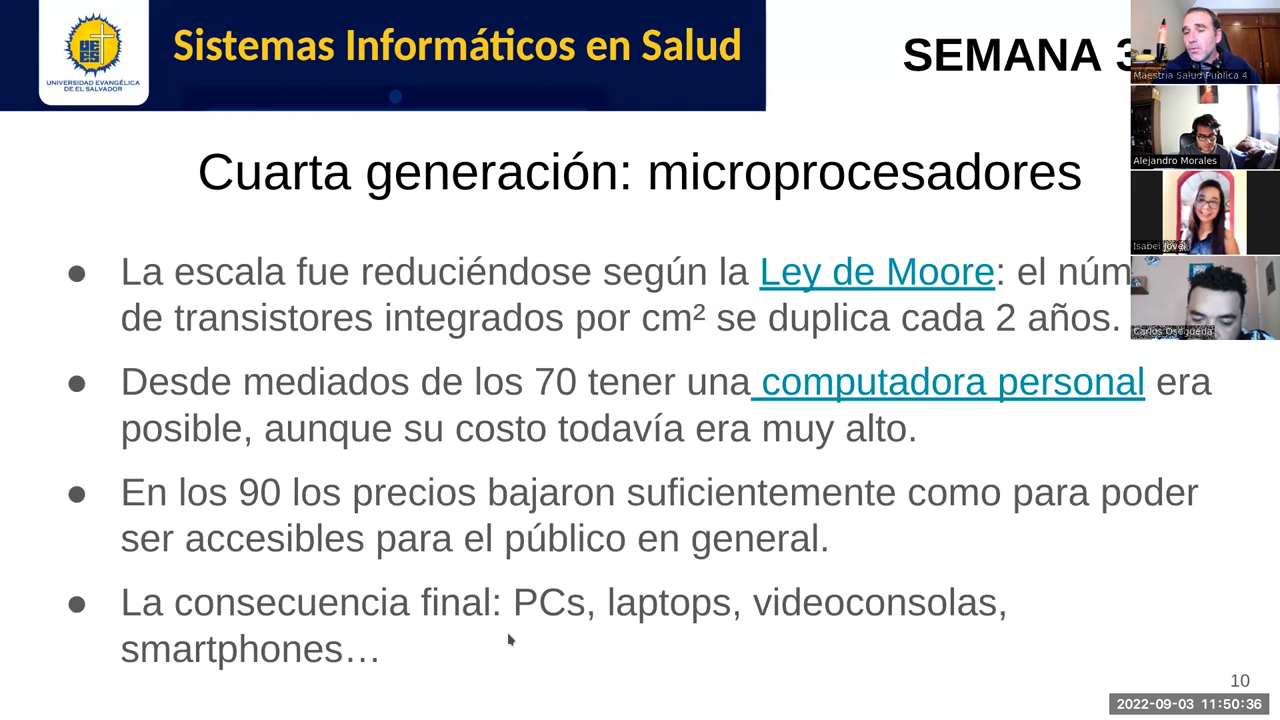 UNIVERSIDAD EVANGÉLICA
DE EL SALVADOR
Sistemas Informáticos en Salud
SEMANA 3
Maestria Salud Publica 4
Alejandro Morales
Isabel Jovel
Carlos Osegueda
Cuarta generación: microprocesadores
● La escala fue reduciéndose según la Ley de Moore: el núm
de transistores integrados por cm² se duplica cada 2 años.
● Desde mediados de los 70 tener una computadora personal era
posible, aunque su costo todavía era muy alto.
● En los 90 los precios bajaron suficientemente como para poder
ser accesibles para el público en general.
● La consecuencia final: PCs, laptops, videoconsolas,
smartphones…
10
2022-09-03 11:50:36